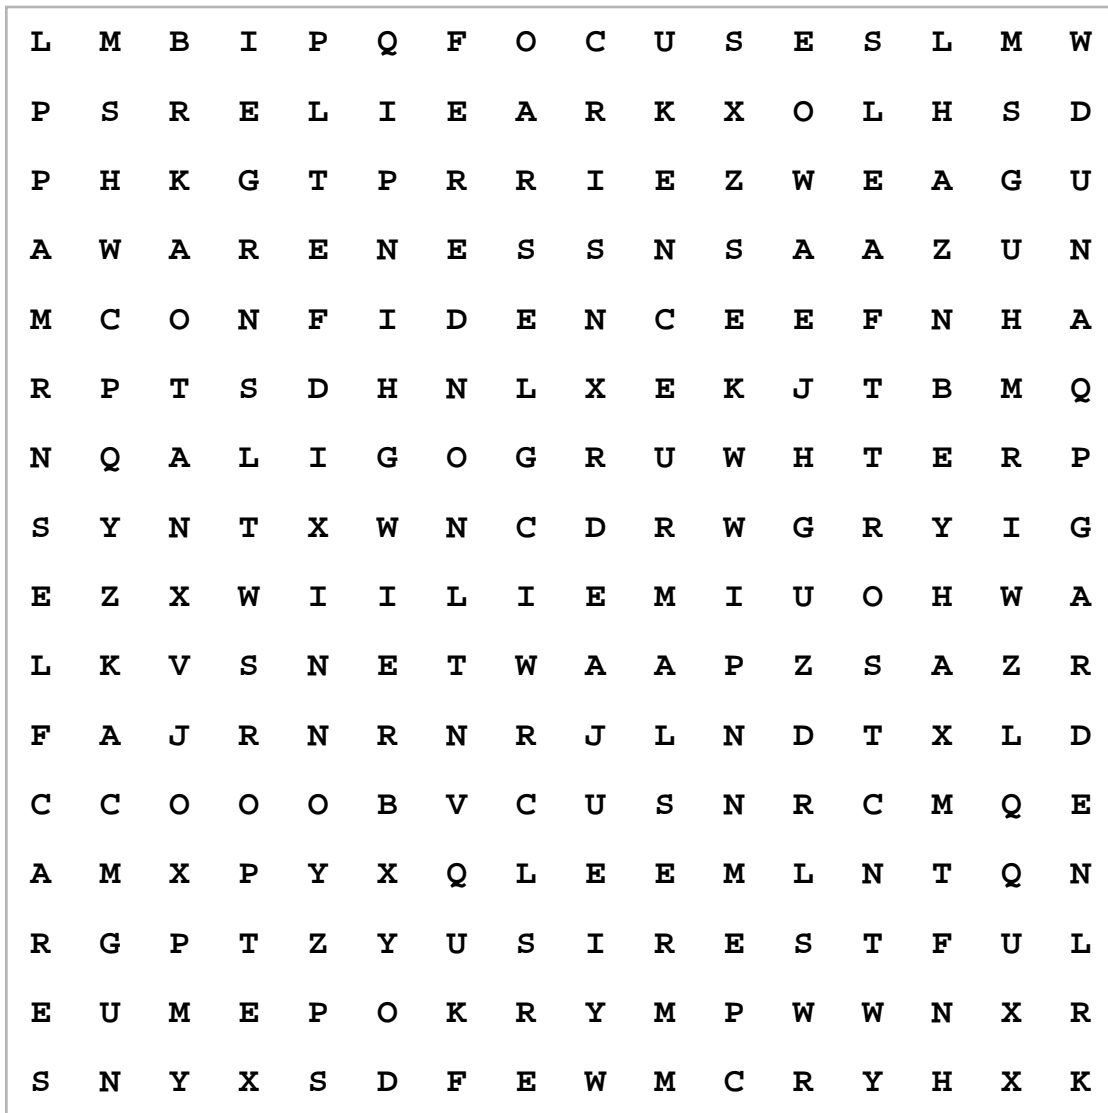 L M B I P Q F O C U S E S L M W
P S R E L I E A R K X O L H S D
P H K G T P R R I E Z W E A G U
A W A R E N E S S N S A A Z U N
M C O N F I D E N C E E F N H A
R P T S D H N L X E K J T B M Q
N Q A L I G O G R U W H T E R P
S Y N T X W N C D R W G R Y I G
E Z X W I I L I E M I U O H W A
L K V S N E T W A A P Z S A Z R
F A J R N R N R J L N D T X L D
C C O O O B V C U S N R C M Q E
A M X P Y X Q L E E M L N T Q N
R G P T Z Y U S I R E S T F U L
E U M E P O K R Y M P W W N X R
S N Y X S D F E W M C R Y H X K